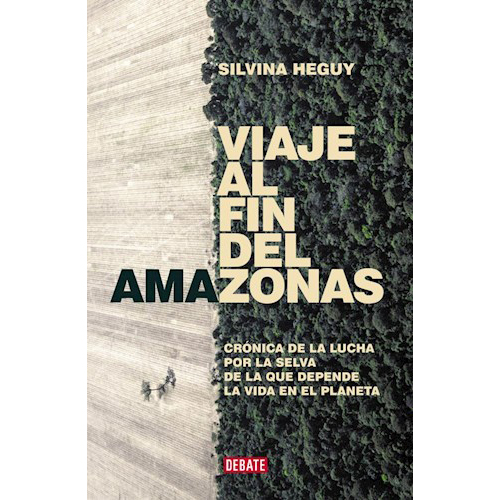 SILVINA HEGUY
VIAJE
AL
FIN
DEL
AMAZONAS
CRÓNICA DE LA LUCHA
POR LA SELVA
DE LA QUE DEPENDE
LA VIDA EN EL PLANETA
DEBATE